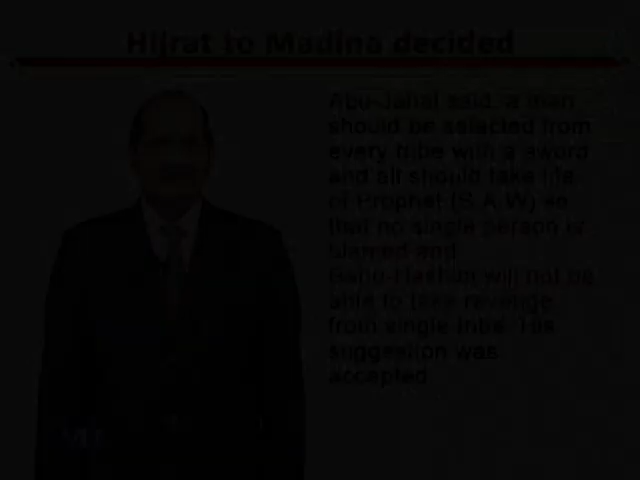 Hijrat to Madina decided
Abu-Jahal said, a man
should be selected from
every tribe with a sword
and all should take life
of Prophet (S.A.W) so
that no single person is
blamed and
Banu-Hashim will not be
able to take revenge
from single tribe. His
suggestion was
accepted